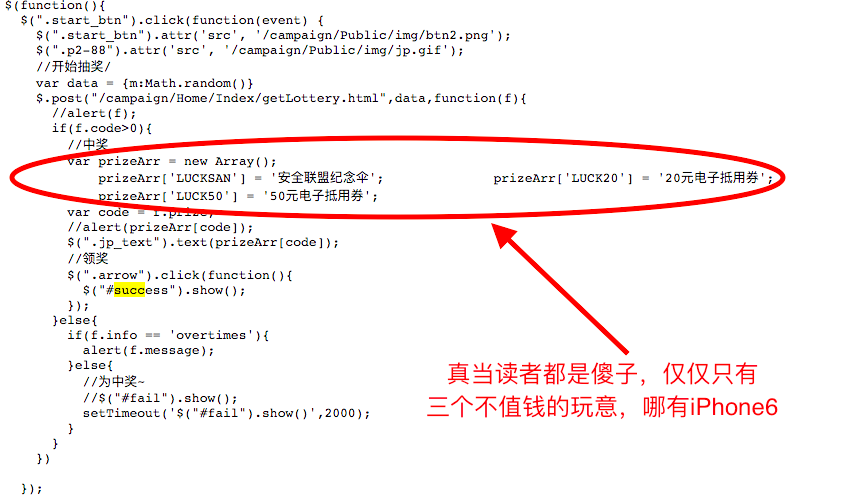 $(function(){
$(".start_btn").click(function(event) {
$(".start_btn").attr('src', '/campaign/Public/img/btn2.png');
$(".p2-88").attr('src', '/campaign/Public/img/jp.gif');
//开始抽奖/
var data = {m:Math.random()}
$.post("/campaign/Home/Index/getLottery.html",data,function(f){
//alert(f);
if(f.code>0){
//中奖
var prizeArr = new Array();
prizeArr['LUCKSAN'] = '安全联盟纪念伞'; prizeArr['LUCK20'] = '20元电子抵用券';
prizeArr['LUCK50'] = '50元电子抵用券';
var code = f.prize;
//alert(prizeArr[code]);
$(".jp_text").text(prizeArr[code]);
//领奖
$(".arrow").click(function(){
$("#success").show();
});
}else{
if(f.info == 'overtimes'){
alert(f.message);
}else{
//为中奖~
//$("#fail").show();
setTimeout('$("#fail").show()',2000);
}
}
})
});
真当读者都是傻子，仅仅只有
三个不值钱的玩意，哪有iPhone6